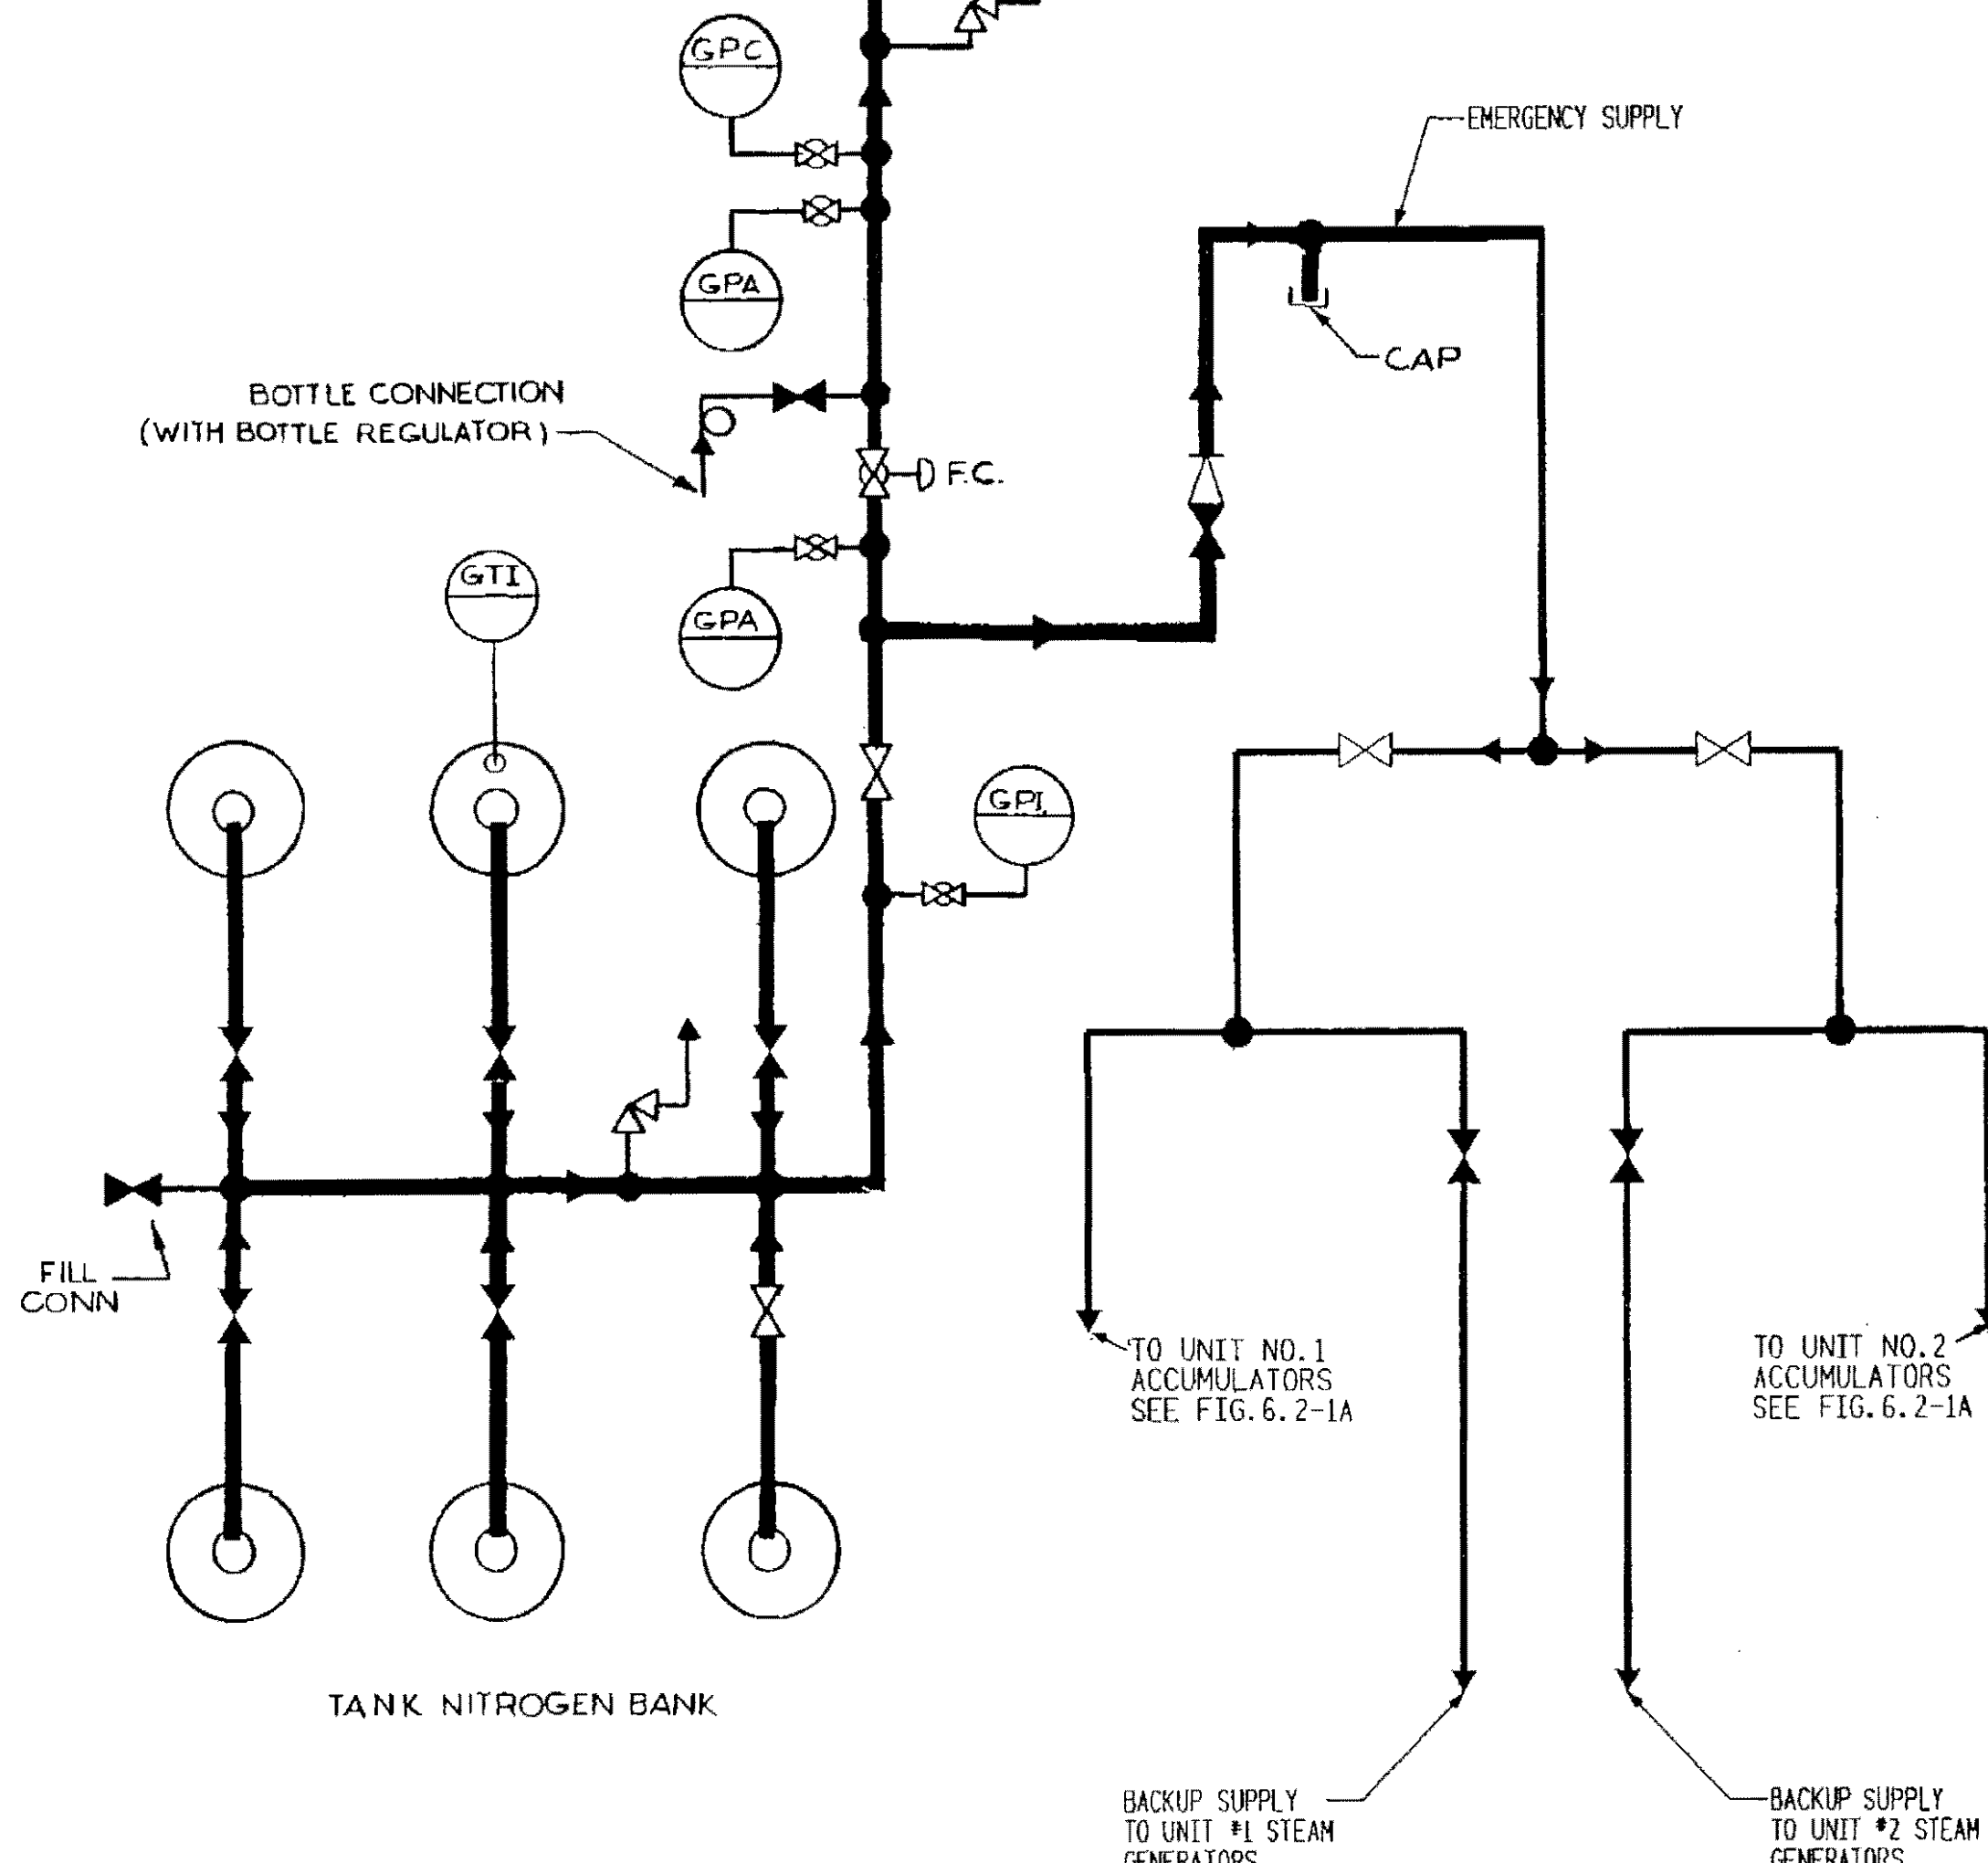 GPC
EMERGENCY SUPPLY
GPA
CAP
BOTTLE CONNECTION
(WITH BOTTLE REGULATOR)
F.C.
GTI
GPA
GPI
FILL
CONN
TO UNIT NO.1
ACCUMULATORS
SEE FIG.6.2-1A
TO UNIT NO.2
ACCUMULATORS
SEE FIG.6.2-1A
TANK NITROGEN BANK
BACKUP SUPPLY
TO UNIT #1 STEAM
GENERATORS
BACKUP SUPPLY
TO UNIT #2 STEAM
GENERATORS